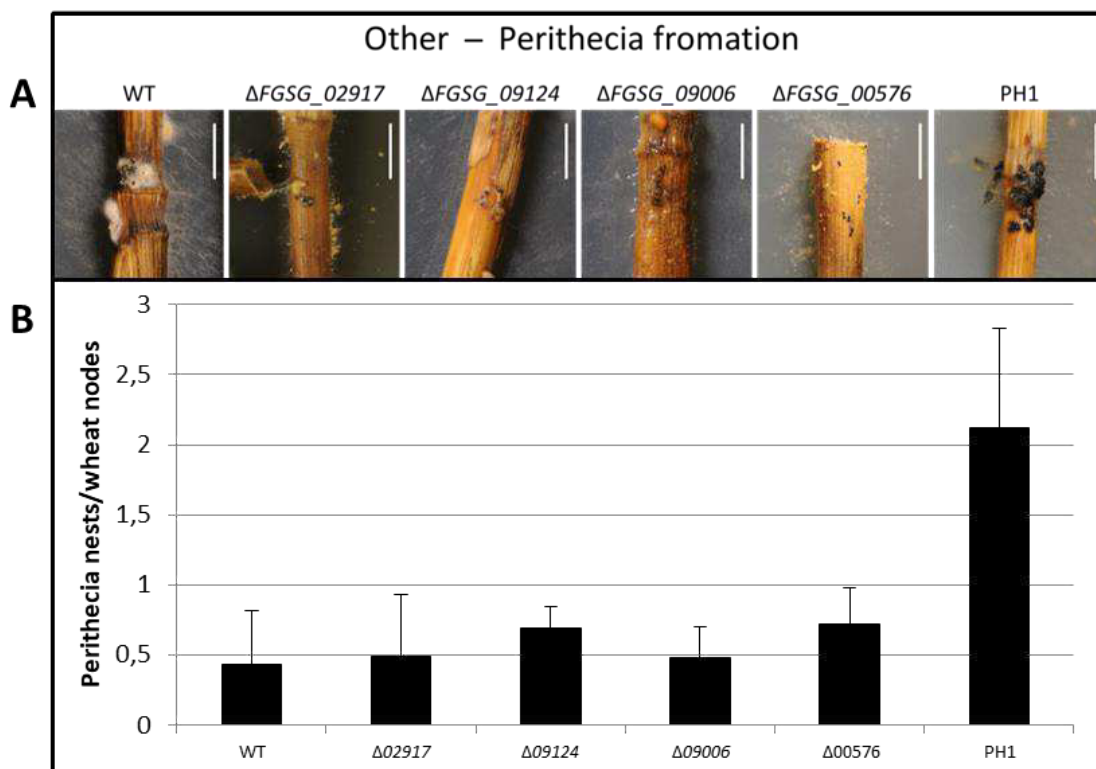 Other – Perithecia fromation
A
WT ΔFGSG_02917 ΔFGSG_09124 ΔFGSG_09006 ΔFGSG_00576 PH1
B
Perithecia nests/wheat nodes
3
2,5
2
1,5
1
0,5
0
WT Δ02917 Δ09124 Δ09006 Δ00576 PH1